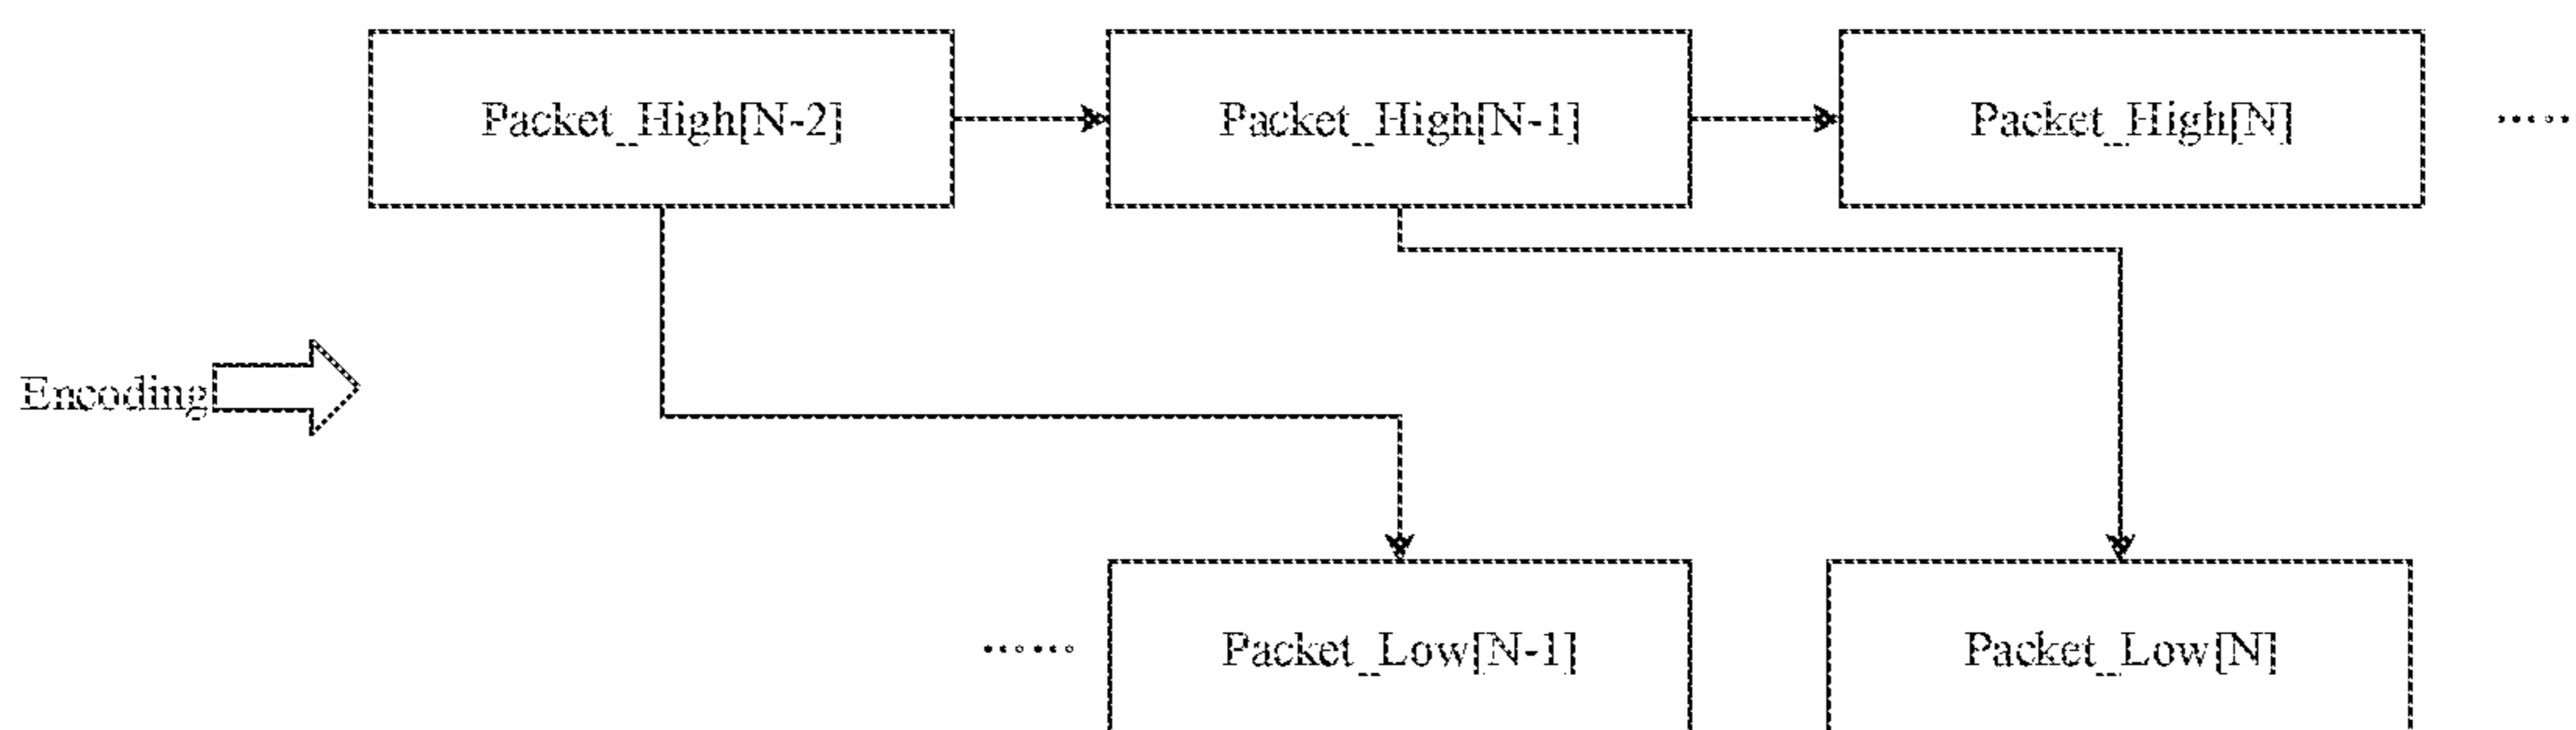 Packet_High[N-2]
Packet_High[N-1]
Packet_High[N]
......
Encoding
......
Packet_Low[N-1]
Packet_Low[N]